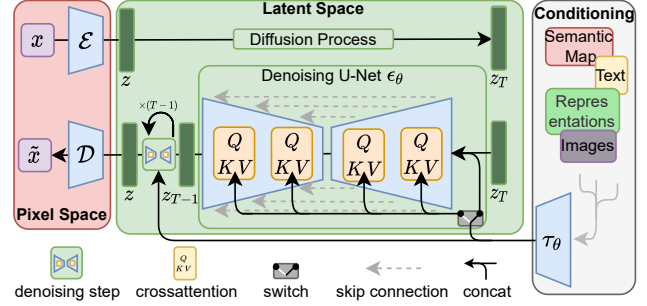 Latent Space
Conditioning
x
ℰ
z
Diffusion Process
z_T
Semantic
Map
Text
Repres
entations
Images
Denoising U-Net ϵ_θ
×(T−1)
x̃
𝒟
z
z_{T−1}
Q
KV
Q
KV
Q
KV
Q
KV
z_T
Pixel Space
τ_θ
Q
KV
denoising step
crossattention
switch
skip connection
concat